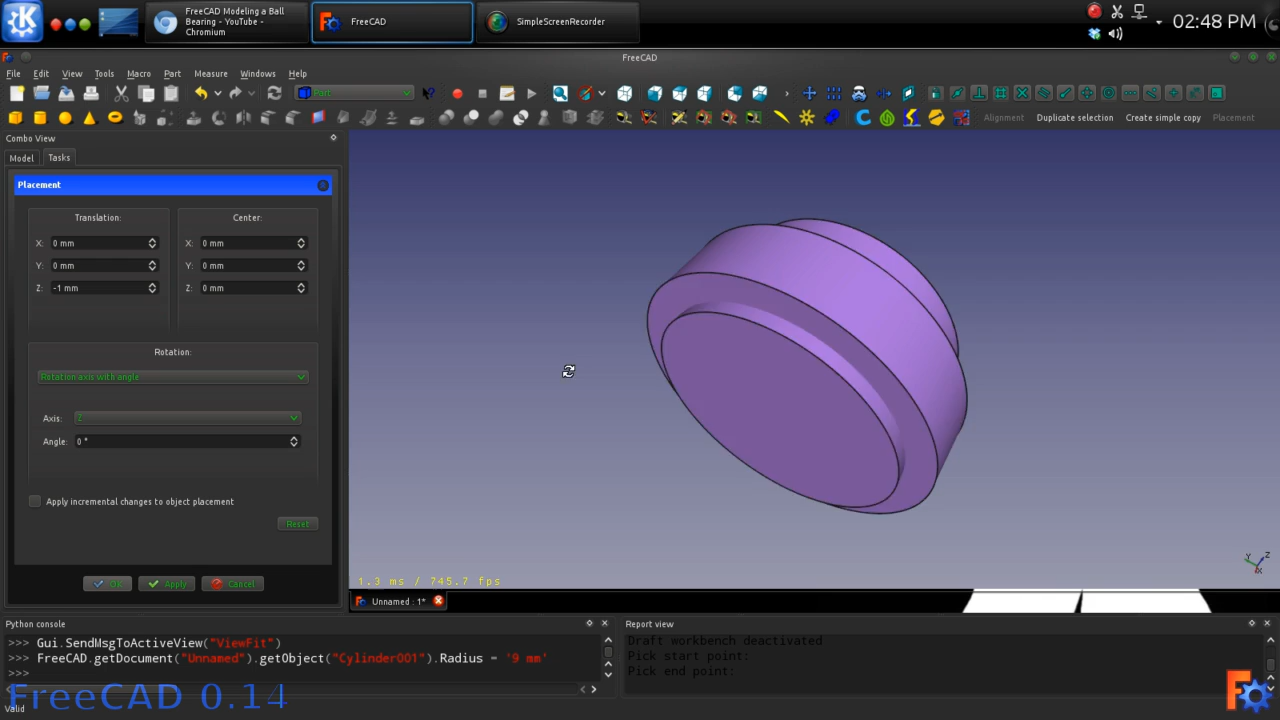 FreeCAD Modeling a Ball
Bearing - YouTube -
Chromium
FreeCAD
SimpleScreenRecorder
02:48 PM
FreeCAD
File Edit View Tools Macro Part Measure Windows Help
Part
Alignment Duplicate selection Create simple copy Placement
Combo View
Model Tasks
Placement
Translation: Center:
X: 0 mm X: 0 mm
Y: 0 mm Y: 0 mm
Z: -1 mm Z: 0 mm
Rotation:
Rotation axis with angle
Axis: Z
Angle: 0 °
Apply incremental changes to object placement
Reset
OK Apply Cancel
1.3 ms / 745.7 fps
Y Z X
Unnamed : 1*
Python console
>>> Gui.SendMsgToActiveView("ViewFit")
>>> FreeCAD.getDocument("Unnamed").getObject("Cylinder001").Radius = '9 mm'
>>>
Report view
Draft workbench deactivated
Pick start point:
Pick end point:
FreeCAD 0.14
Valid